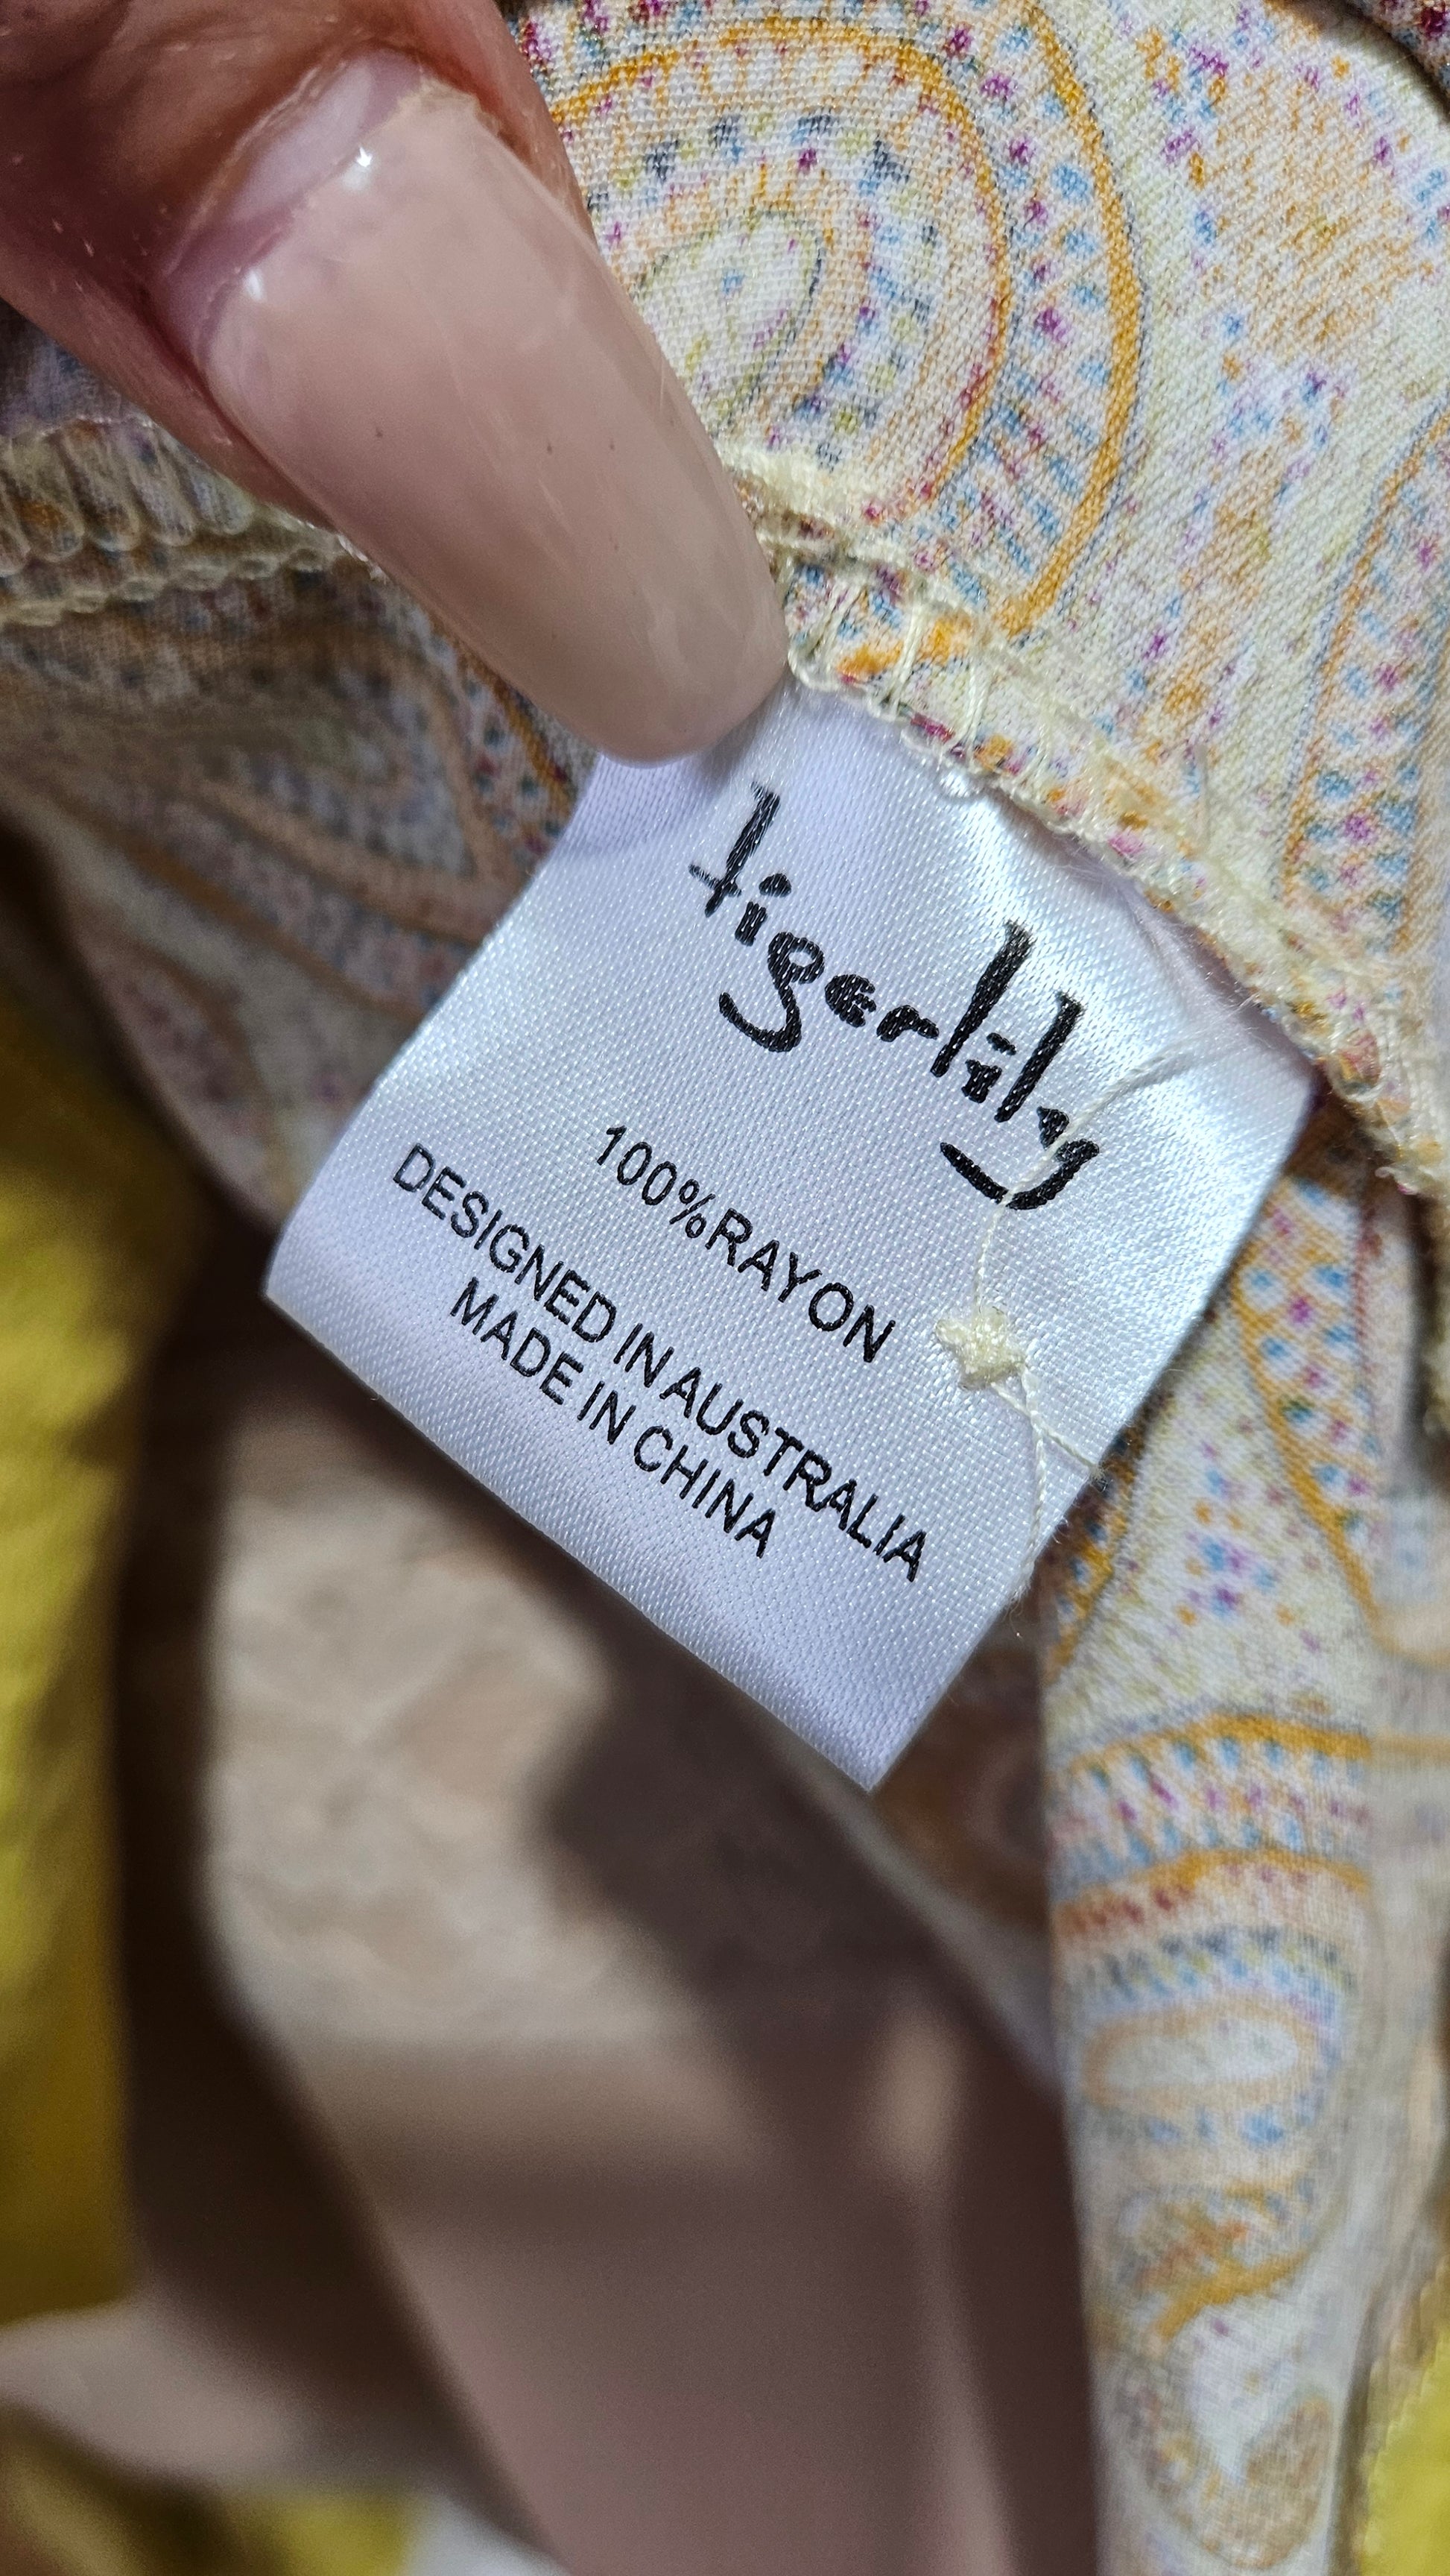 tigerlily
100%RAYON
DESIGNED IN AUSTRALIA
MADE IN CHINA